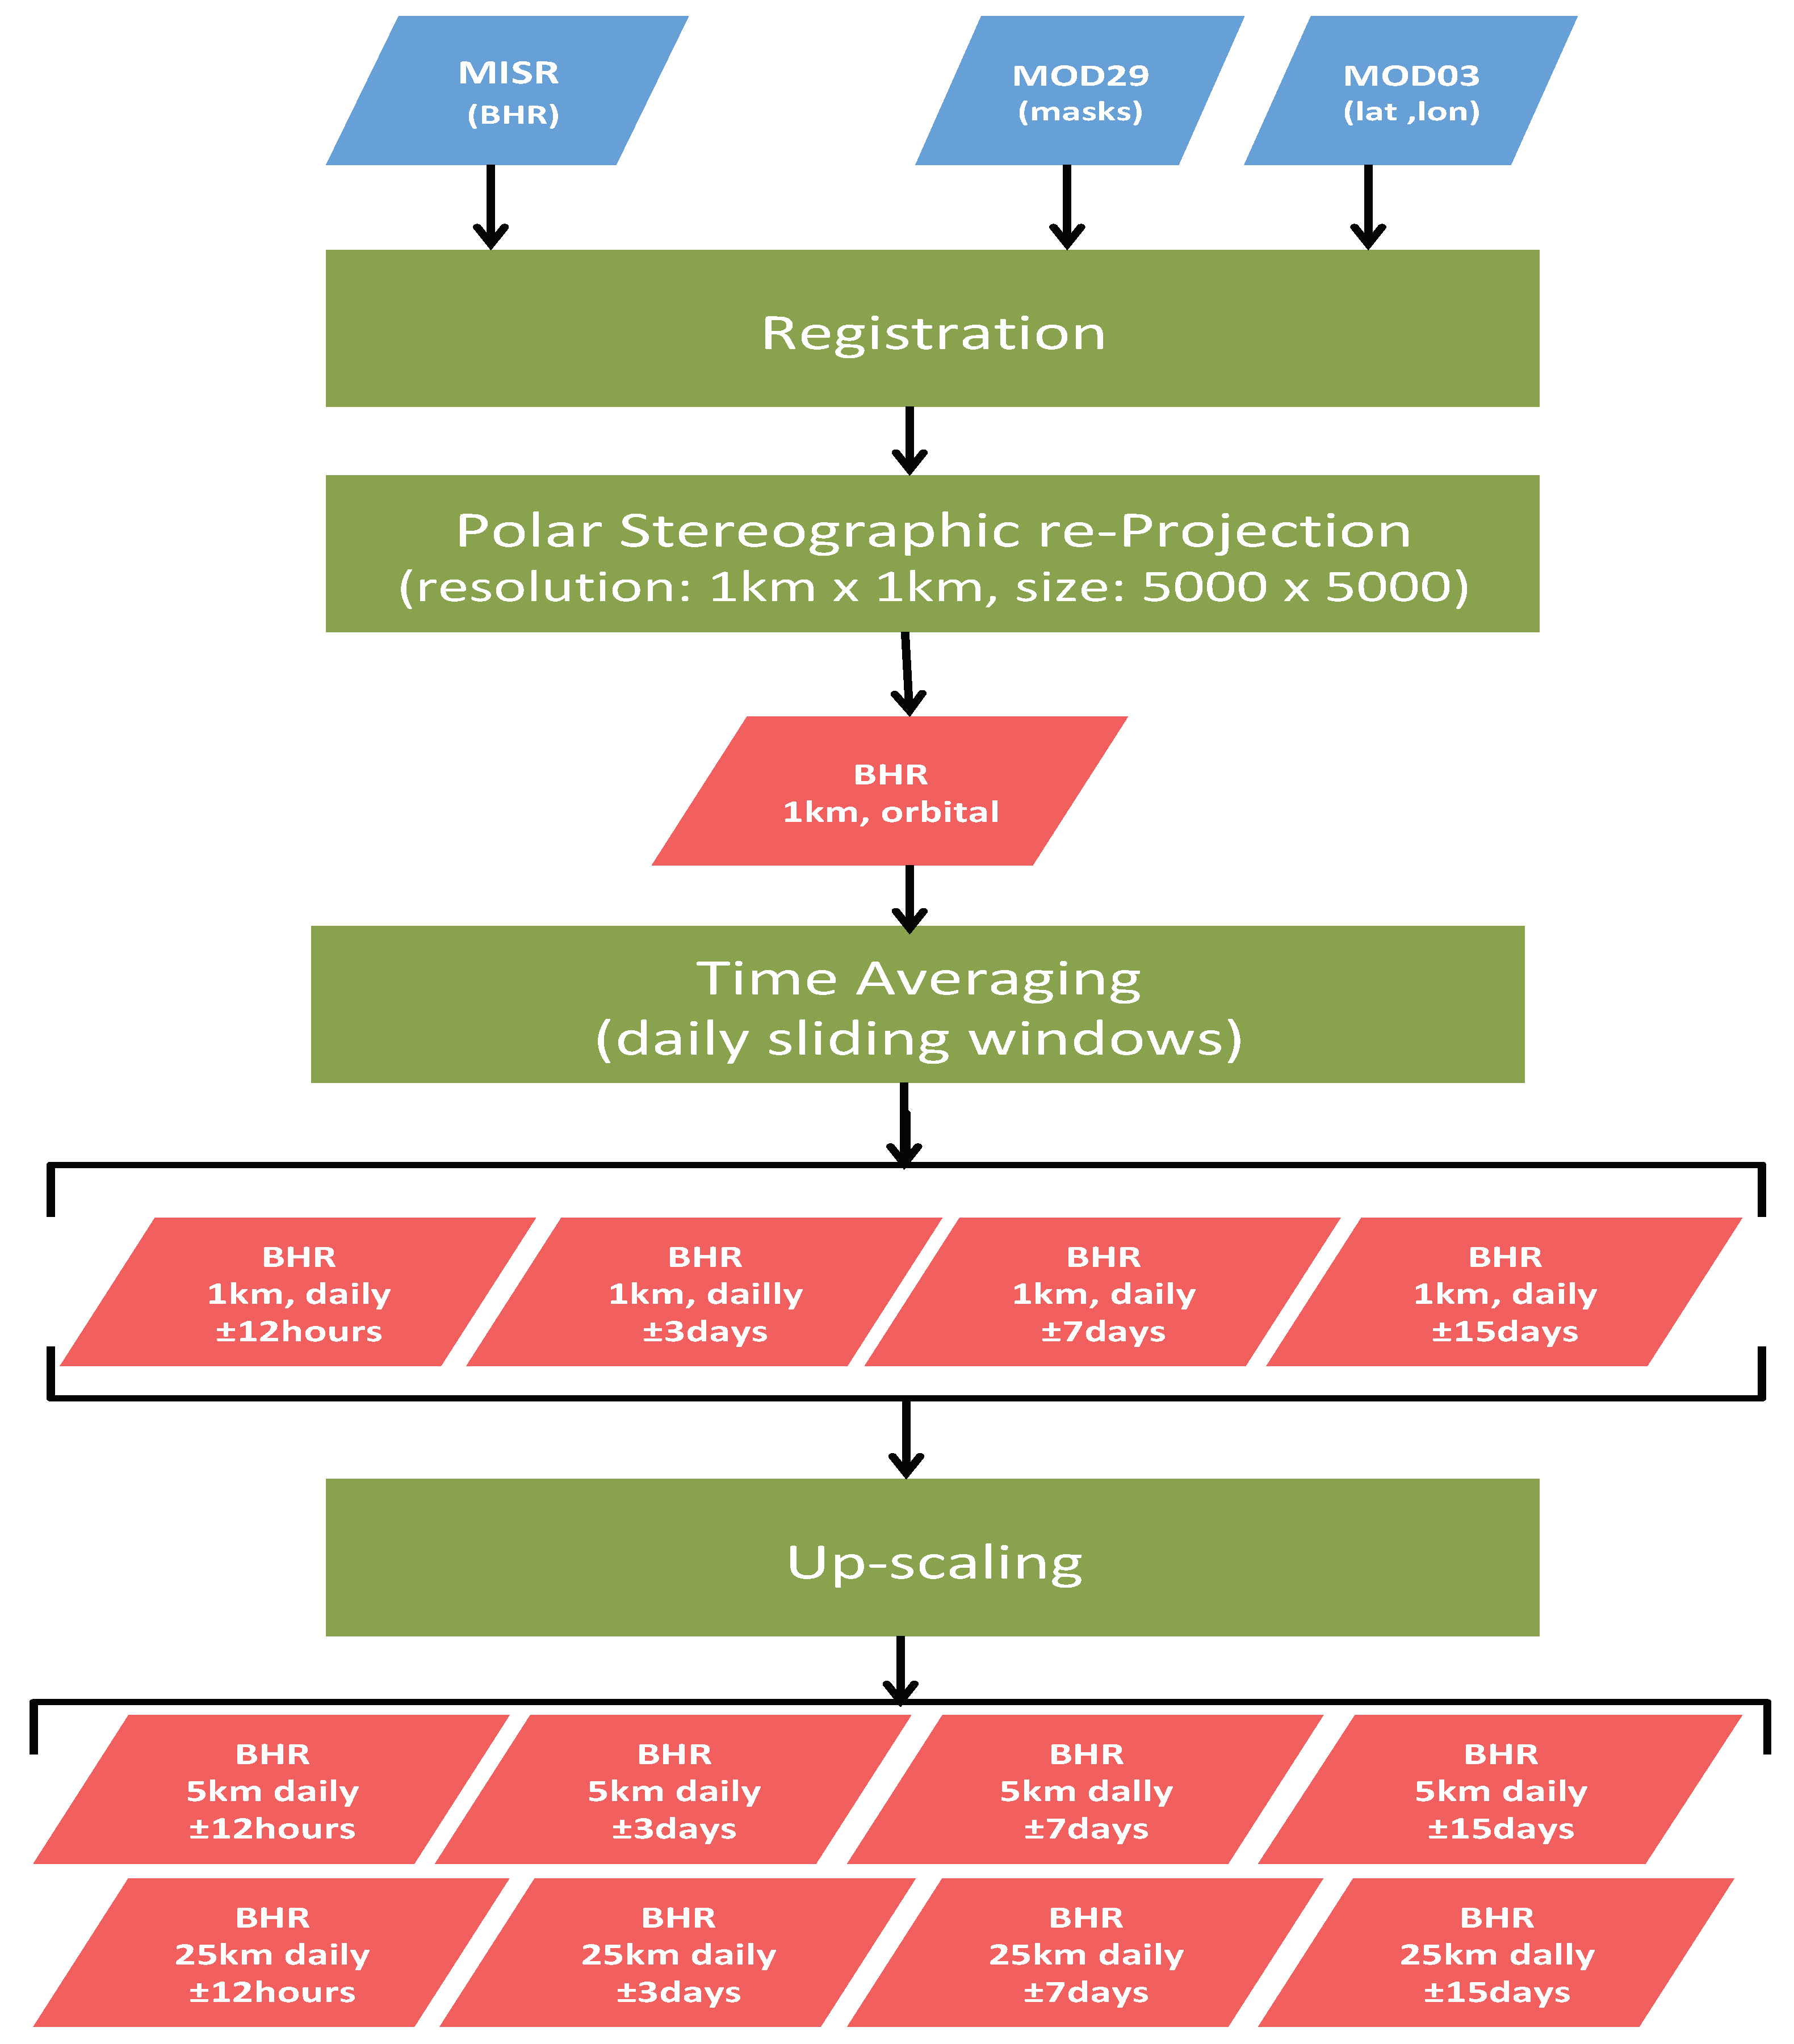 MISR
(BHR)
MOD29
(masks)
MOD03
(lat ,lon)
Registration
Polar Stereographic re-Projection
(resolution: 1km x 1km, size: 5000 x 5000)
BHR
1km, orbital
Time Averaging
(daily sliding windows)
BHR
1km, daily
±12hours
BHR
1km, dailly
±3days
BHR
1km, daily
±7days
BHR
1km, daily
±15days
Up-scaling
BHR
5km daily
±12hours
BHR
5km daily
±3days
BHR
5km dally
±7days
BHR
5km daily
±15days
BHR
25km daily
±12hours
BHR
25km daily
±3days
BHR
25km daily
±7days
BHR
25km dally
±15days